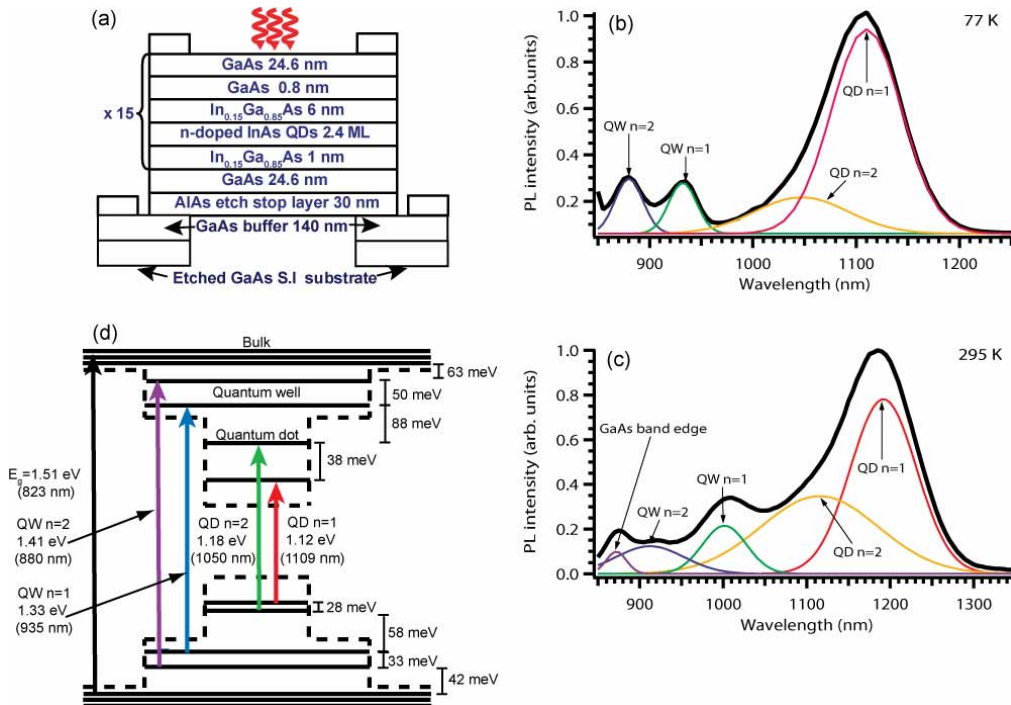 (a)
GaAs 24.6 nm
GaAs 0.8 nm
x 15
In0.15Ga0.85As 6 nm
n-doped InAs QDs 2.4 ML
In0.15Ga0.85As 1 nm
GaAs 24.6 nm
AlAs etch stop layer 30 nm
GaAs buffer 140 nm
Etched GaAs S.I substrate
(b)
77 K
PL intensity (arb.units)
1.0
0.8
0.6
0.4
0.2
QW n=2
QW n=1
QD n=2
QD n=1
900 1000 1100 1200
Wavelength (nm)
(d)
Bulk
63 meV
50 meV
Quantum well
88 meV
Quantum dot
38 meV
Eg=1.51 eV
(823 nm)
QW n=2
1.41 eV
(880 nm)
QW n=1
1.33 eV
(935 nm)
QD n=2
1.18 eV
(1050 nm)
QD n=1
1.12 eV
(1109 nm)
28 meV
58 meV
33 meV
42 meV
(c)
295 K
PL intensity (arb. units)
1.0
0.8
0.6
0.4
0.2
0.0
GaAs band edge
QW n=2
QW n=1
QD n=1
QD n=2
900 1000 1100 1200 1300
Wavelength (nm)